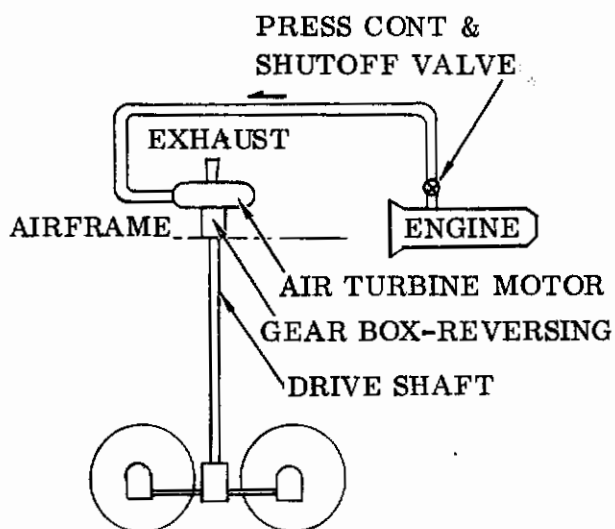 PRESS CONT &
SHUTOFF VALVE
EXHAUST
AIRFRAME
ENGINE
AIR TURBINE MOTOR
GEAR BOX-REVERSING
DRIVE SHAFT